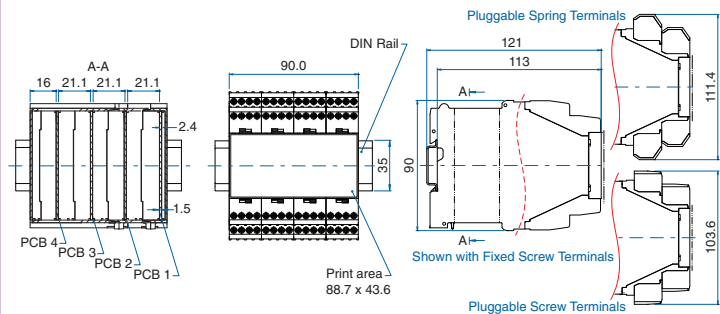 Pluggable Spring Terminals
DIN Rail
121
113
90.0
A-A
16 21.1 21.1 21.1
2.4
1.5
PCB 4
PCB 3
PCB 2
PCB 1
35
Print area
88.7 x 43.6
A
90
A
Shown with Fixed Screw Terminals
111.4
103.6
Pluggable Screw Terminals